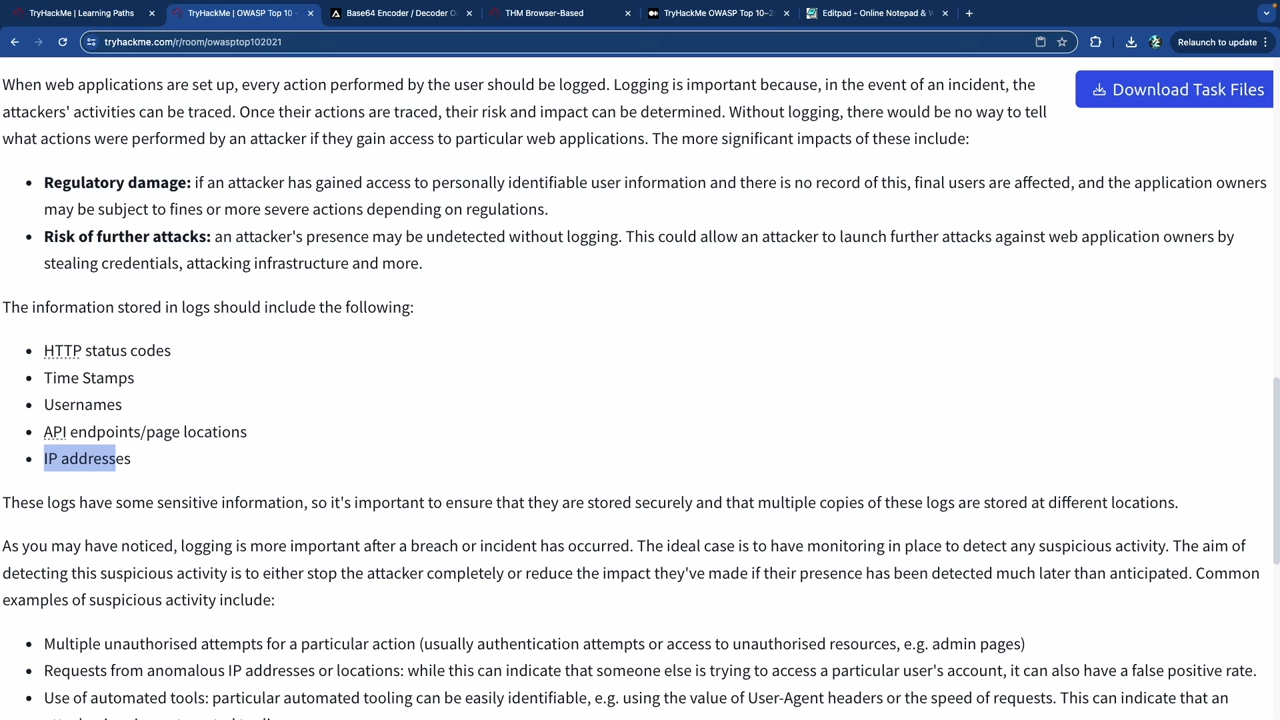 TryHackMe | Learning Paths
TryHackMe | OWASP Top 10 -
Base64 Encoder / Decoder O
THM Browser-Based
TryHackMe OWASP Top 10–2
Editpad - Online Notepad & W
tryhackme.com/r/room/owasptop102021
Relaunch to update
When web applications are set up, every action performed by the user should be logged. Logging is important because, in the event of an incident, the
attackers' activities can be traced. Once their actions are traced, their risk and impact can be determined. Without logging, there would be no way to tell
what actions were performed by an attacker if they gain access to particular web applications. The more significant impacts of these include:
Download Task Files
• Regulatory damage: if an attacker has gained access to personally identifiable user information and there is no record of this, final users are affected, and the application owners
may be subject to fines or more severe actions depending on regulations.
• Risk of further attacks: an attacker's presence may be undetected without logging. This could allow an attacker to launch further attacks against web application owners by
stealing credentials, attacking infrastructure and more.
The information stored in logs should include the following:
• HTTP status codes
• Time Stamps
• Usernames
• API endpoints/page locations
• IP addresses
These logs have some sensitive information, so it's important to ensure that they are stored securely and that multiple copies of these logs are stored at different locations.
As you may have noticed, logging is more important after a breach or incident has occurred. The ideal case is to have monitoring in place to detect any suspicious activity. The aim of
detecting this suspicious activity is to either stop the attacker completely or reduce the impact they've made if their presence has been detected much later than anticipated. Common
examples of suspicious activity include:
• Multiple unauthorised attempts for a particular action (usually authentication attempts or access to unauthorised resources, e.g. admin pages)
• Requests from anomalous IP addresses or locations: while this can indicate that someone else is trying to access a particular user's account, it can also have a false positive rate.
• Use of automated tools: particular automated tooling can be easily identifiable, e.g. using the value of User-Agent headers or the speed of requests. This can indicate that an